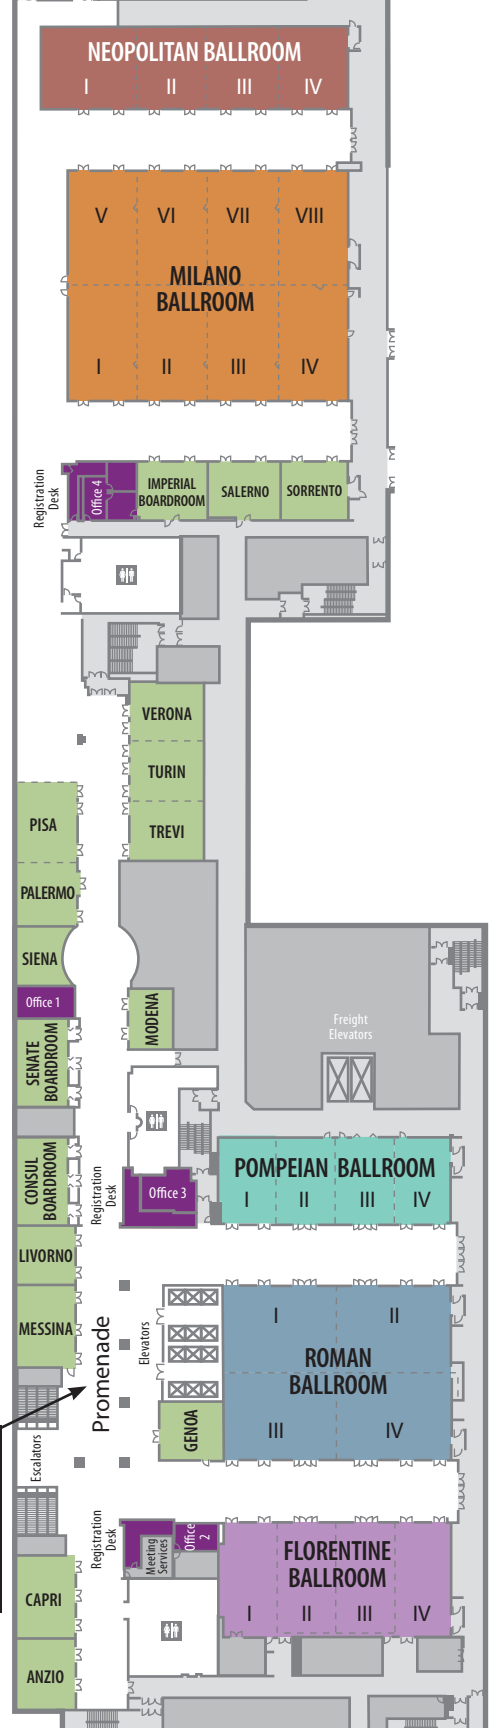 NEOPOLITAN BALLROOM
I II III IV
V VI VII VIII
MILANO
BALLROOM
I II III IV
Registration
Desk
Office 4
IMPERIAL
BOARDROOM
SALERNO
SORRENTO
VERONA
TURIN
TREVI
PISA
PALERMO
SIENA
Office 1
MODENA
SENATE
BOARDROOM
Freight
Elevators
CONSUL
BOARDROOM
Registration
Desk
Office 3
POMPEIAN BALLROOM
I II III IV
LIVORNO
MESSINA
Promenade
Elevators
I II
ROMAN
BALLROOM
III IV
GENOA
Escalators
Registration
Desk
Office
2
Meeting
Services
FLORENTINE
BALLROOM
I II III IV
CAPRI
ANZIO